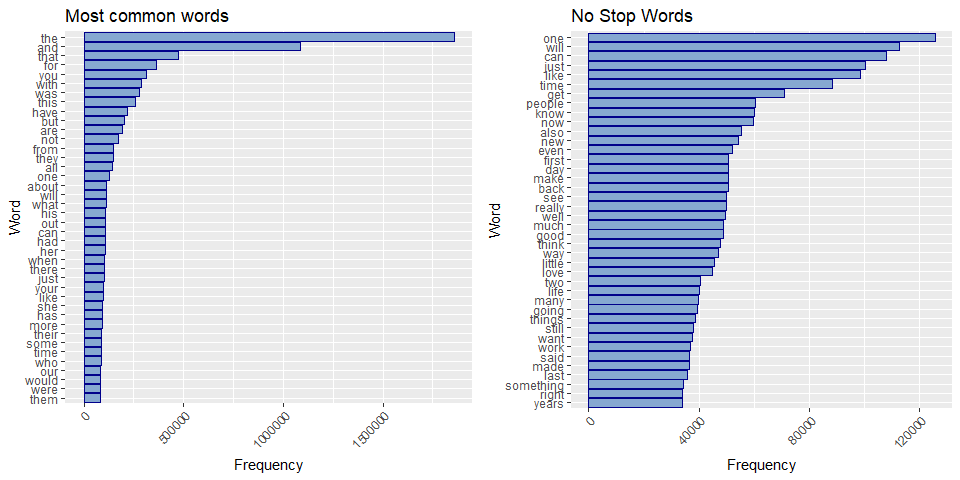 Most common words
the
and
that
for
you
with
was
this
have
but
are
not
from
they
all
one
about
will
what
his
out
can
had
her
when
there
just
your
like
she
has
more
their
some
time
who
our
would
were
them
Word
0
500000
1000000
1500000
Frequency
No Stop Words
one
will
can
just
like
time
get
people
know
now
also
new
even
first
day
make
back
see
really
well
much
good
think
way
little
love
two
life
many
going
things
still
want
work
said
made
last
something
right
years
Word
0
40000
80000
120000
Frequency